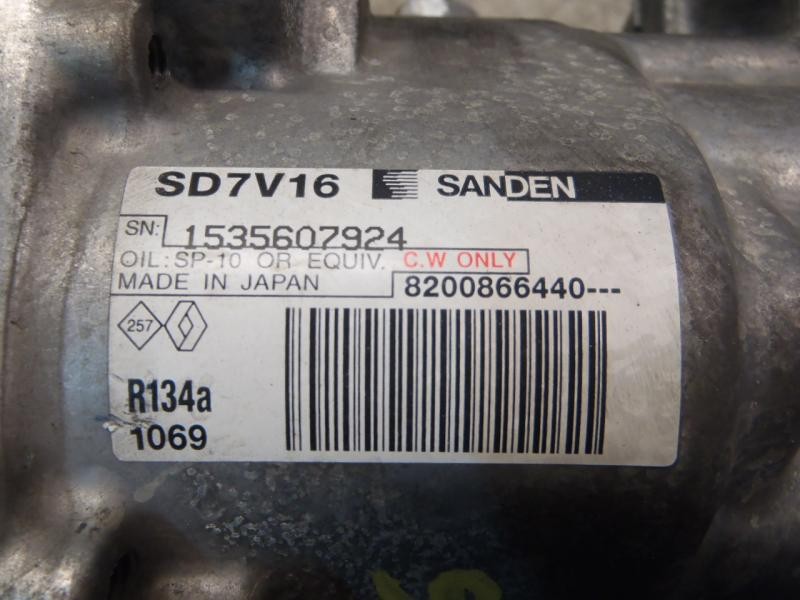 SD7V16 SANDEN
SN: 1535607924
OIL: SP-10 OR EQUIV. C.W ONLY
MADE IN JAPAN 8200866440---
257
R134a
1069